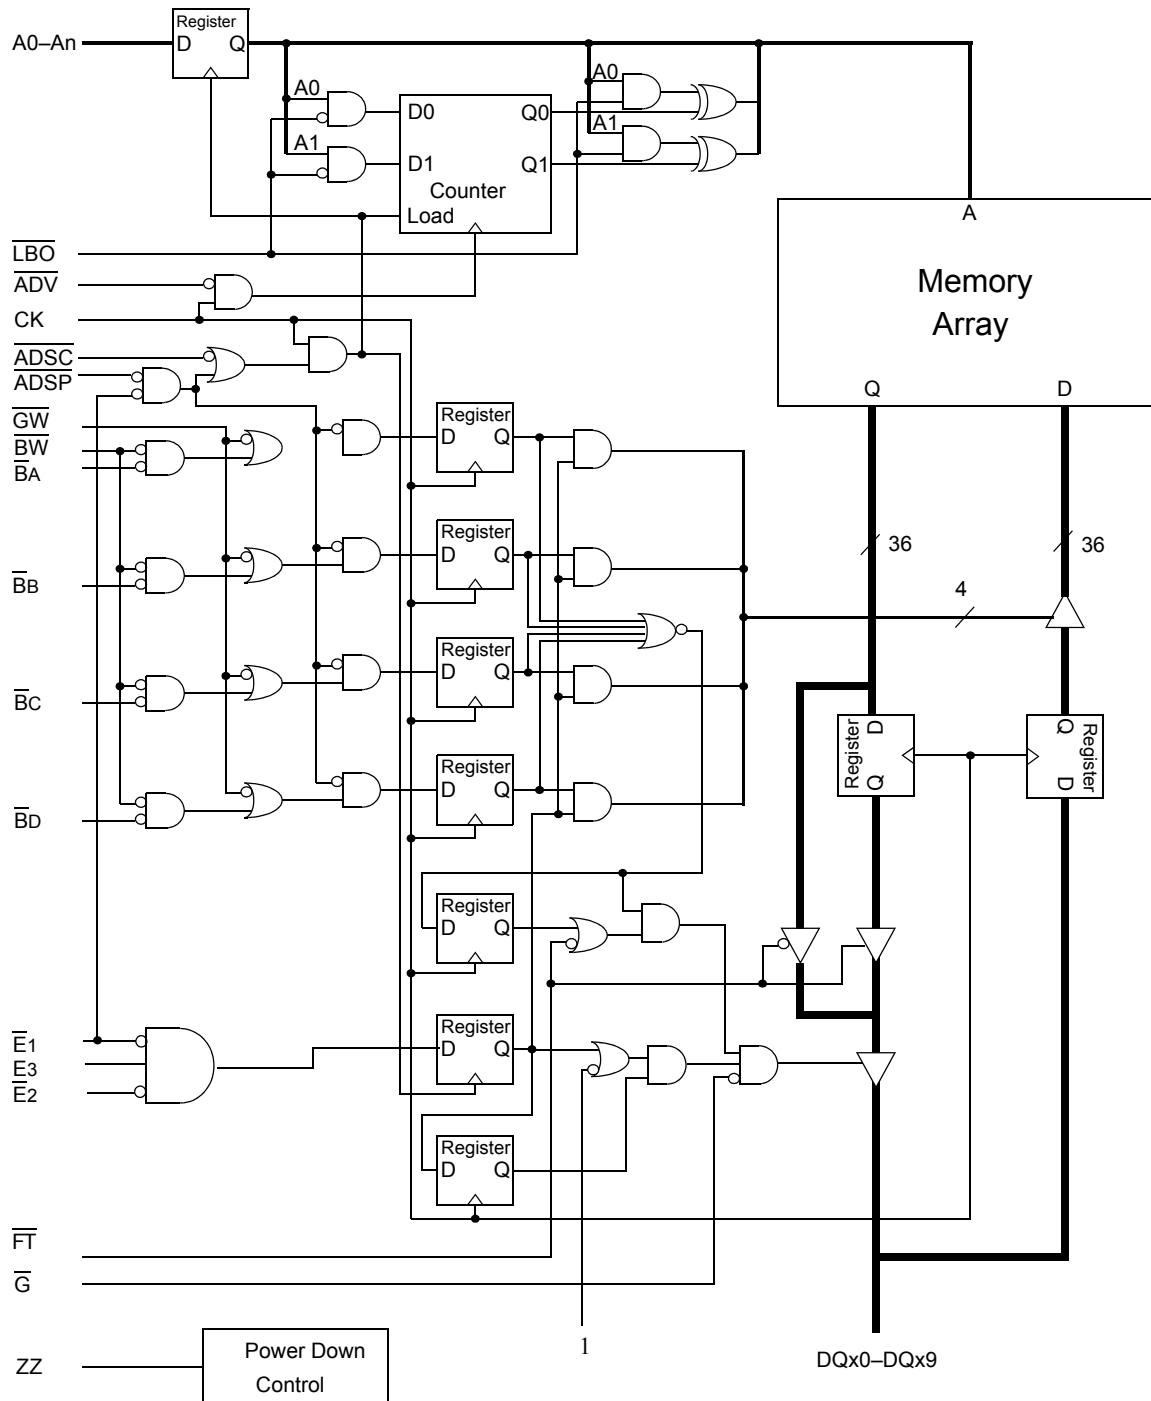 Register
A0–An
D Q
A0
A0
D0 Q0
A1
A1
D1 Q1
Counter
Load
A
LBO
ADV
Memory
Array
CK
ADSC
ADSP
Q D
GW
BW
BA
Register
D Q
Register
D Q
36 36
BB
4
Register
D Q
BC
Register
D
Q
Register
Q
D
Register
D Q
BD
Register
D Q
Register
D Q
E1
E3
E2
Register
D Q
FT
G
1
Power Down
Control
ZZ
DQx0–DQx9